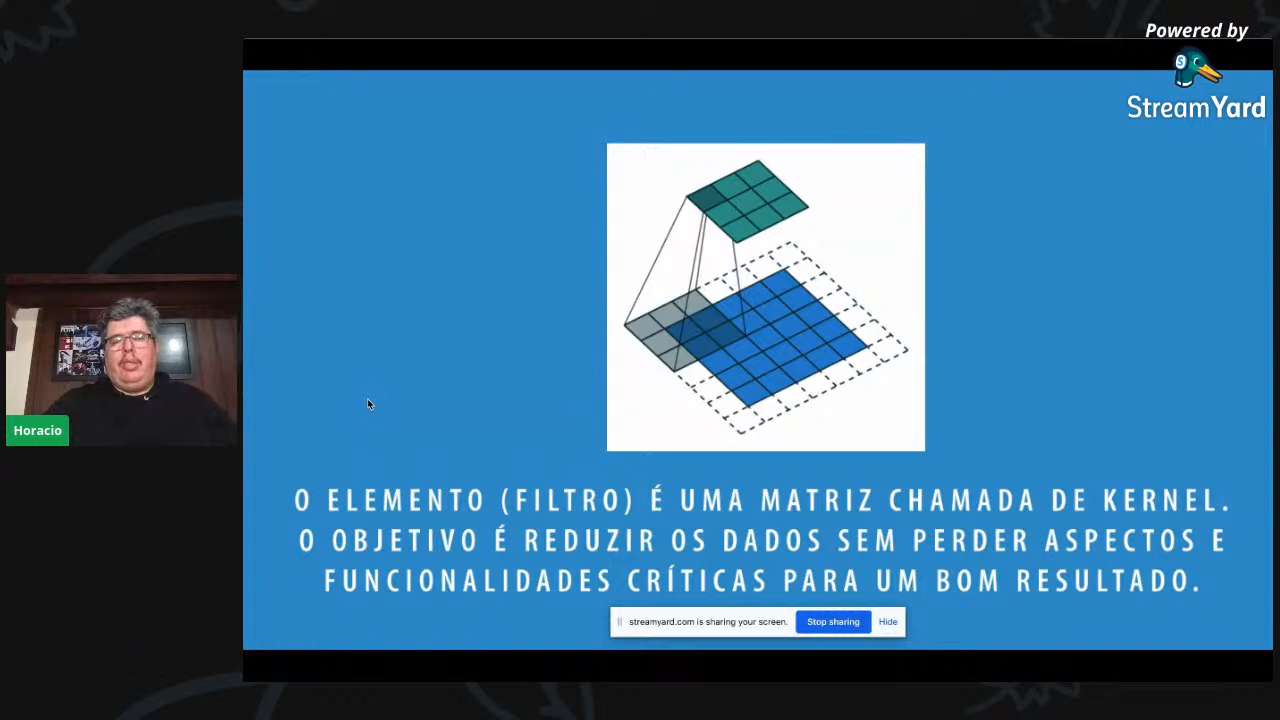 Powered by
StreamYard
Horacio
O ELEMENTO (FILTRO) É UMA MATRIZ CHAMADA DE KERNEL.
O OBJETIVO É REDUZIR OS DADOS SEM PERDER ASPECTOS E
FUNCIONALIDADES CRÍTICAS PARA UM BOM RESULTADO.
streamyard.com is sharing your screen. Stop sharing Hide